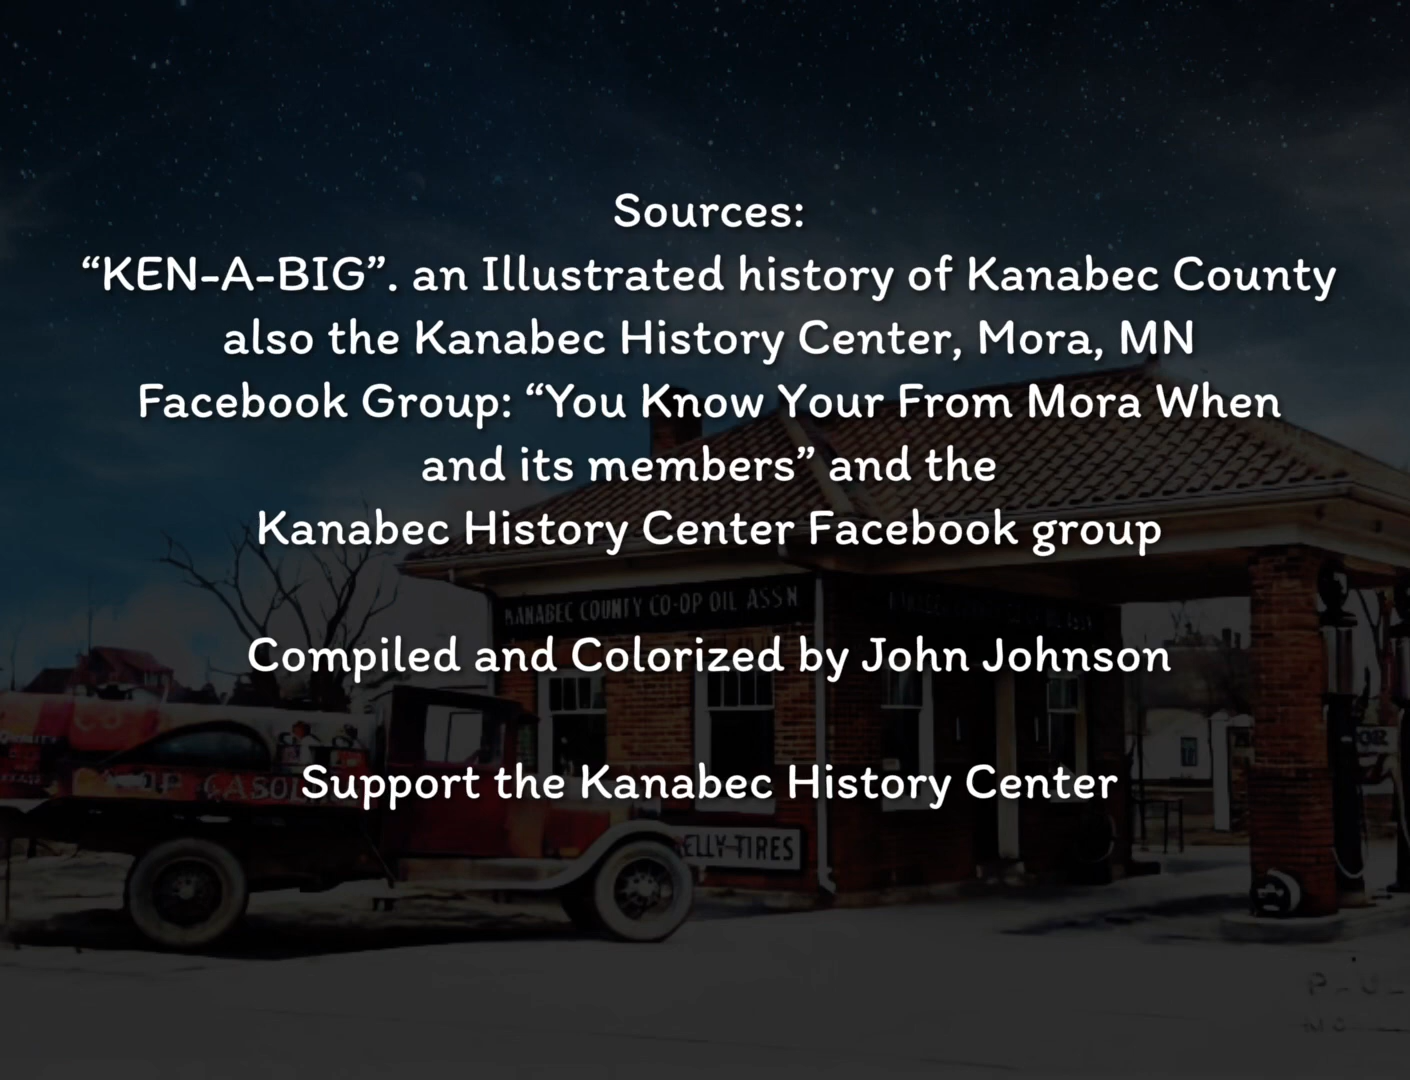 Sources:
“KEN-A-BIG”. an Illustrated history of Kanabec County
also the Kanabec History Center, Mora, MN
Facebook Group: “You Know Your From Mora When
and its members” and the
Kanabec History Center Facebook group
KANABEC COUNTY CO-OP OIL ASSN
Compiled and Colorized by John Johnson
Support the Kanabec History Center
ELLY TIRES